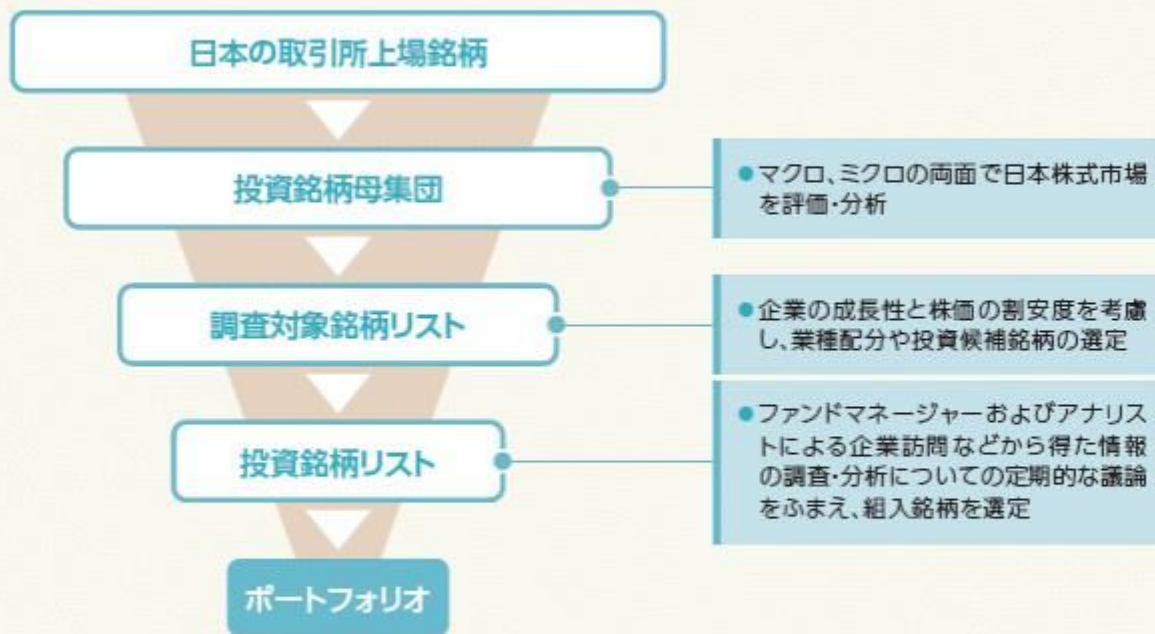 日本の取引所上場銘柄
投資銘柄母集団
●マクロ、ミクロの両面で日本株式市場
を評価・分析
調査対象銘柄リスト
●企業の成長性と株価の割安度を考慮
し、業種配分や投資候補銘柄の選定
投資銘柄リスト
●ファンドマネージャーおよびアナリス
トによる企業訪問などから得た情報
の調査・分析についての定期的な議論
をふまえ、組入銘柄を選定
ポートフォリオ